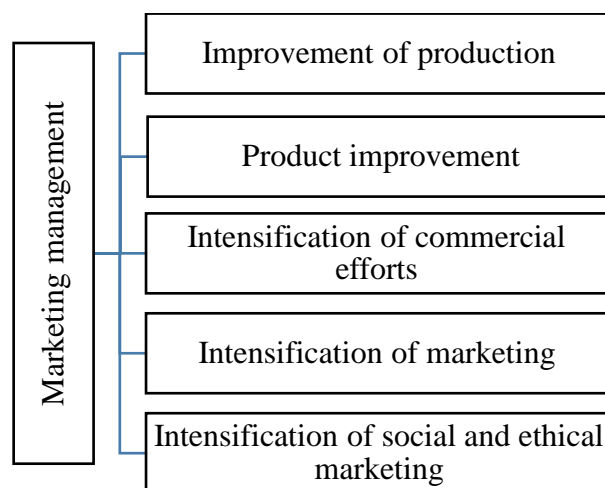 Marketing management
Improvement of production
Product improvement
Intensification of commercial
efforts
Intensification of marketing
Intensification of social and ethical
marketing